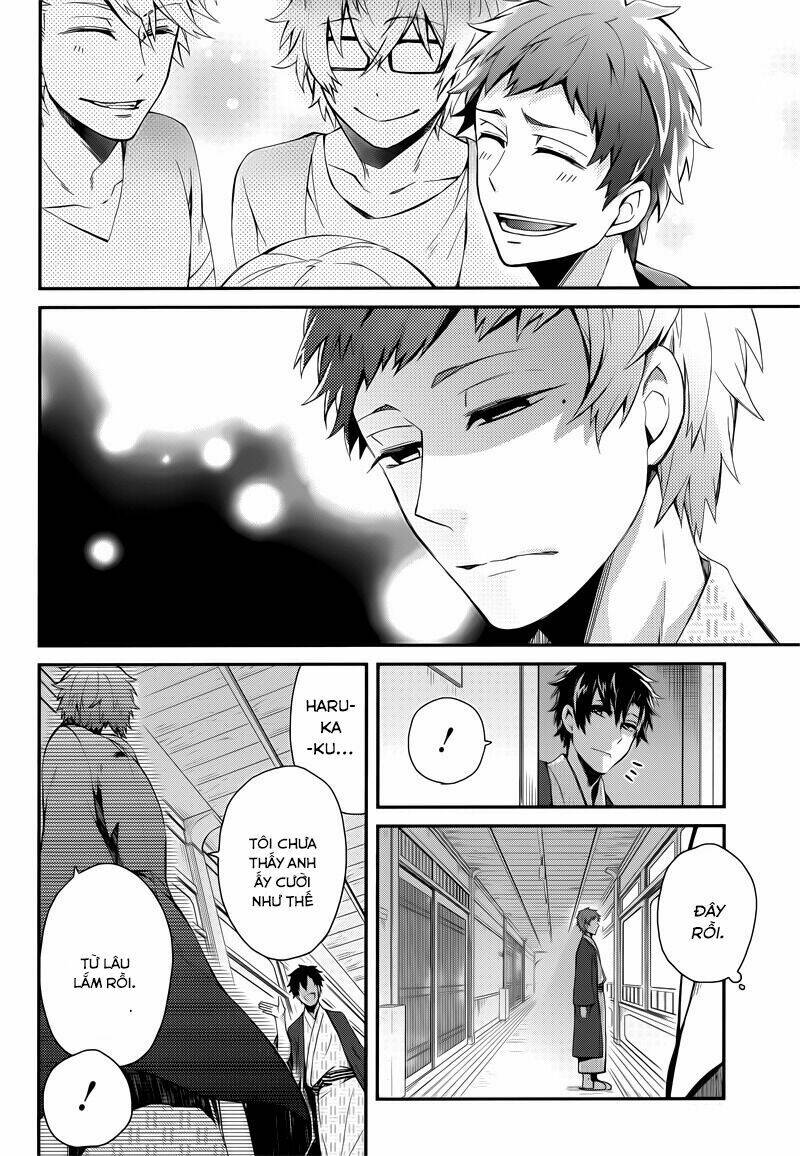 !
ĐÂY
RỒI.
HARU-
KA
-KU...
TÔI CHƯA
THẤY ANH
ẤY CƯỜI
NHƯ THẾ
TỪ LÂU
LẮM RỒI.
!